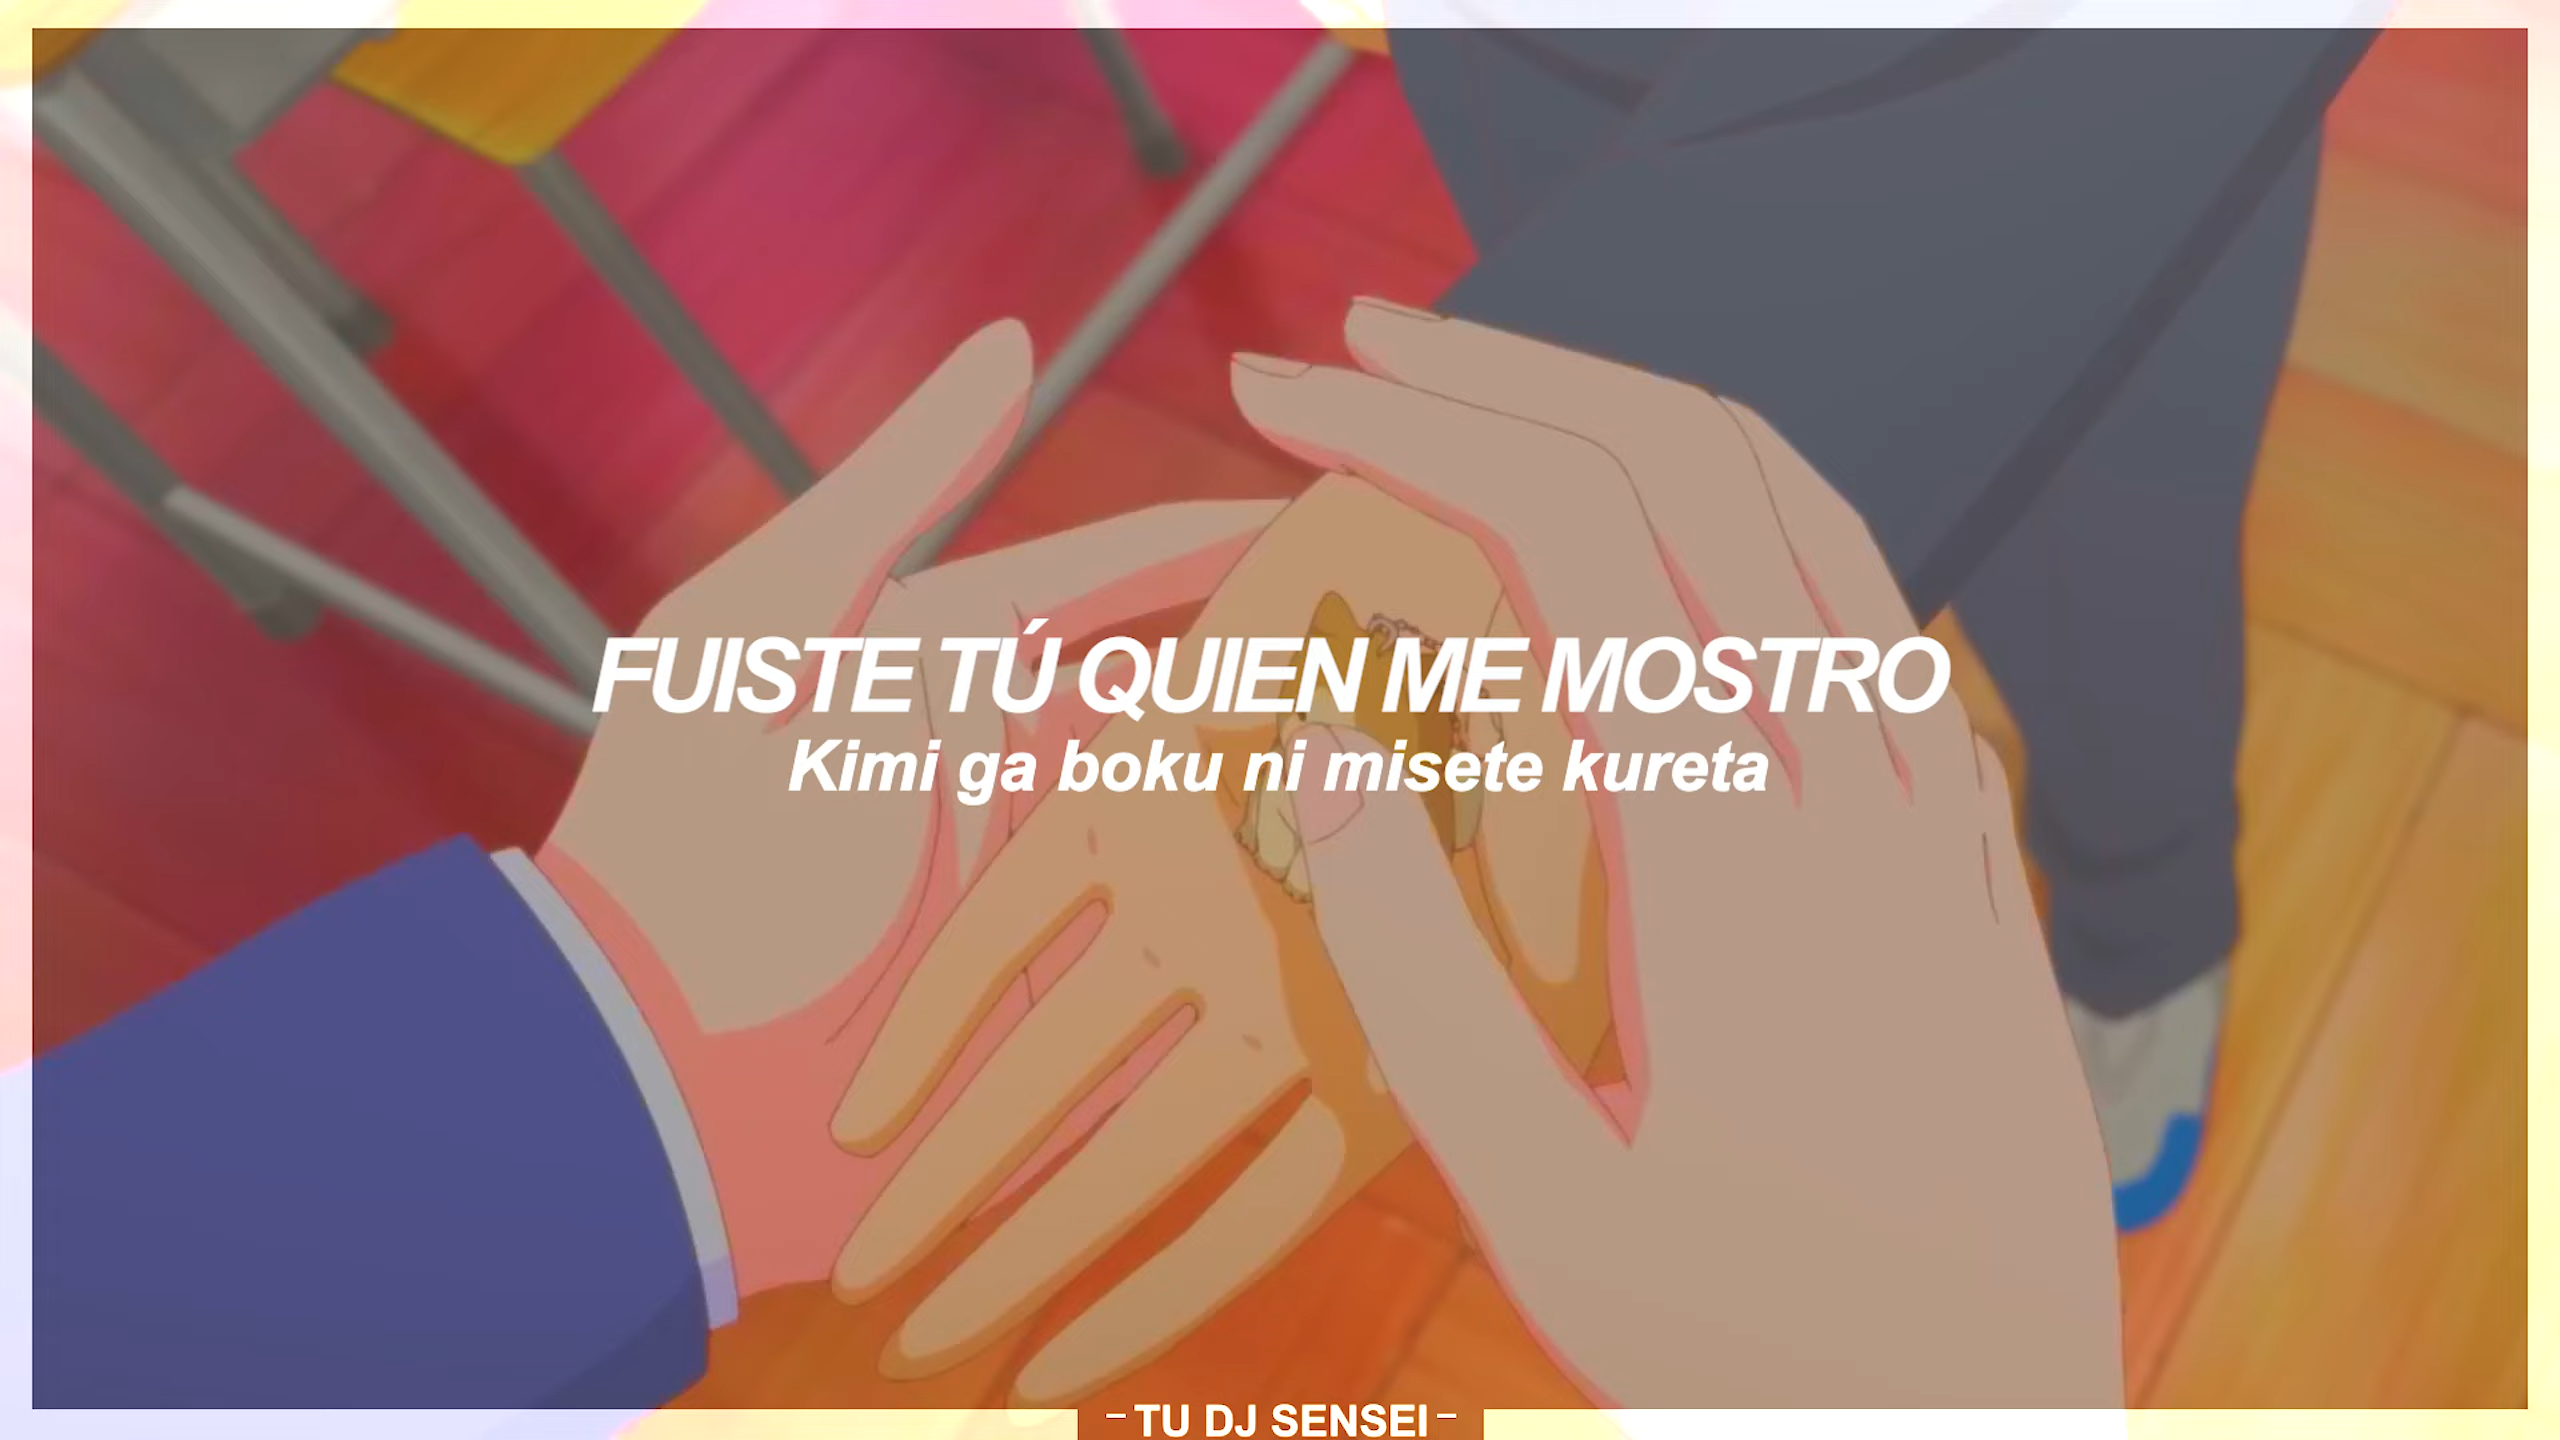 FUISTE TÚ QUIEN ME MOSTRO
Kimi ga boku ni misete kureta
- TU DJ SENSEI -